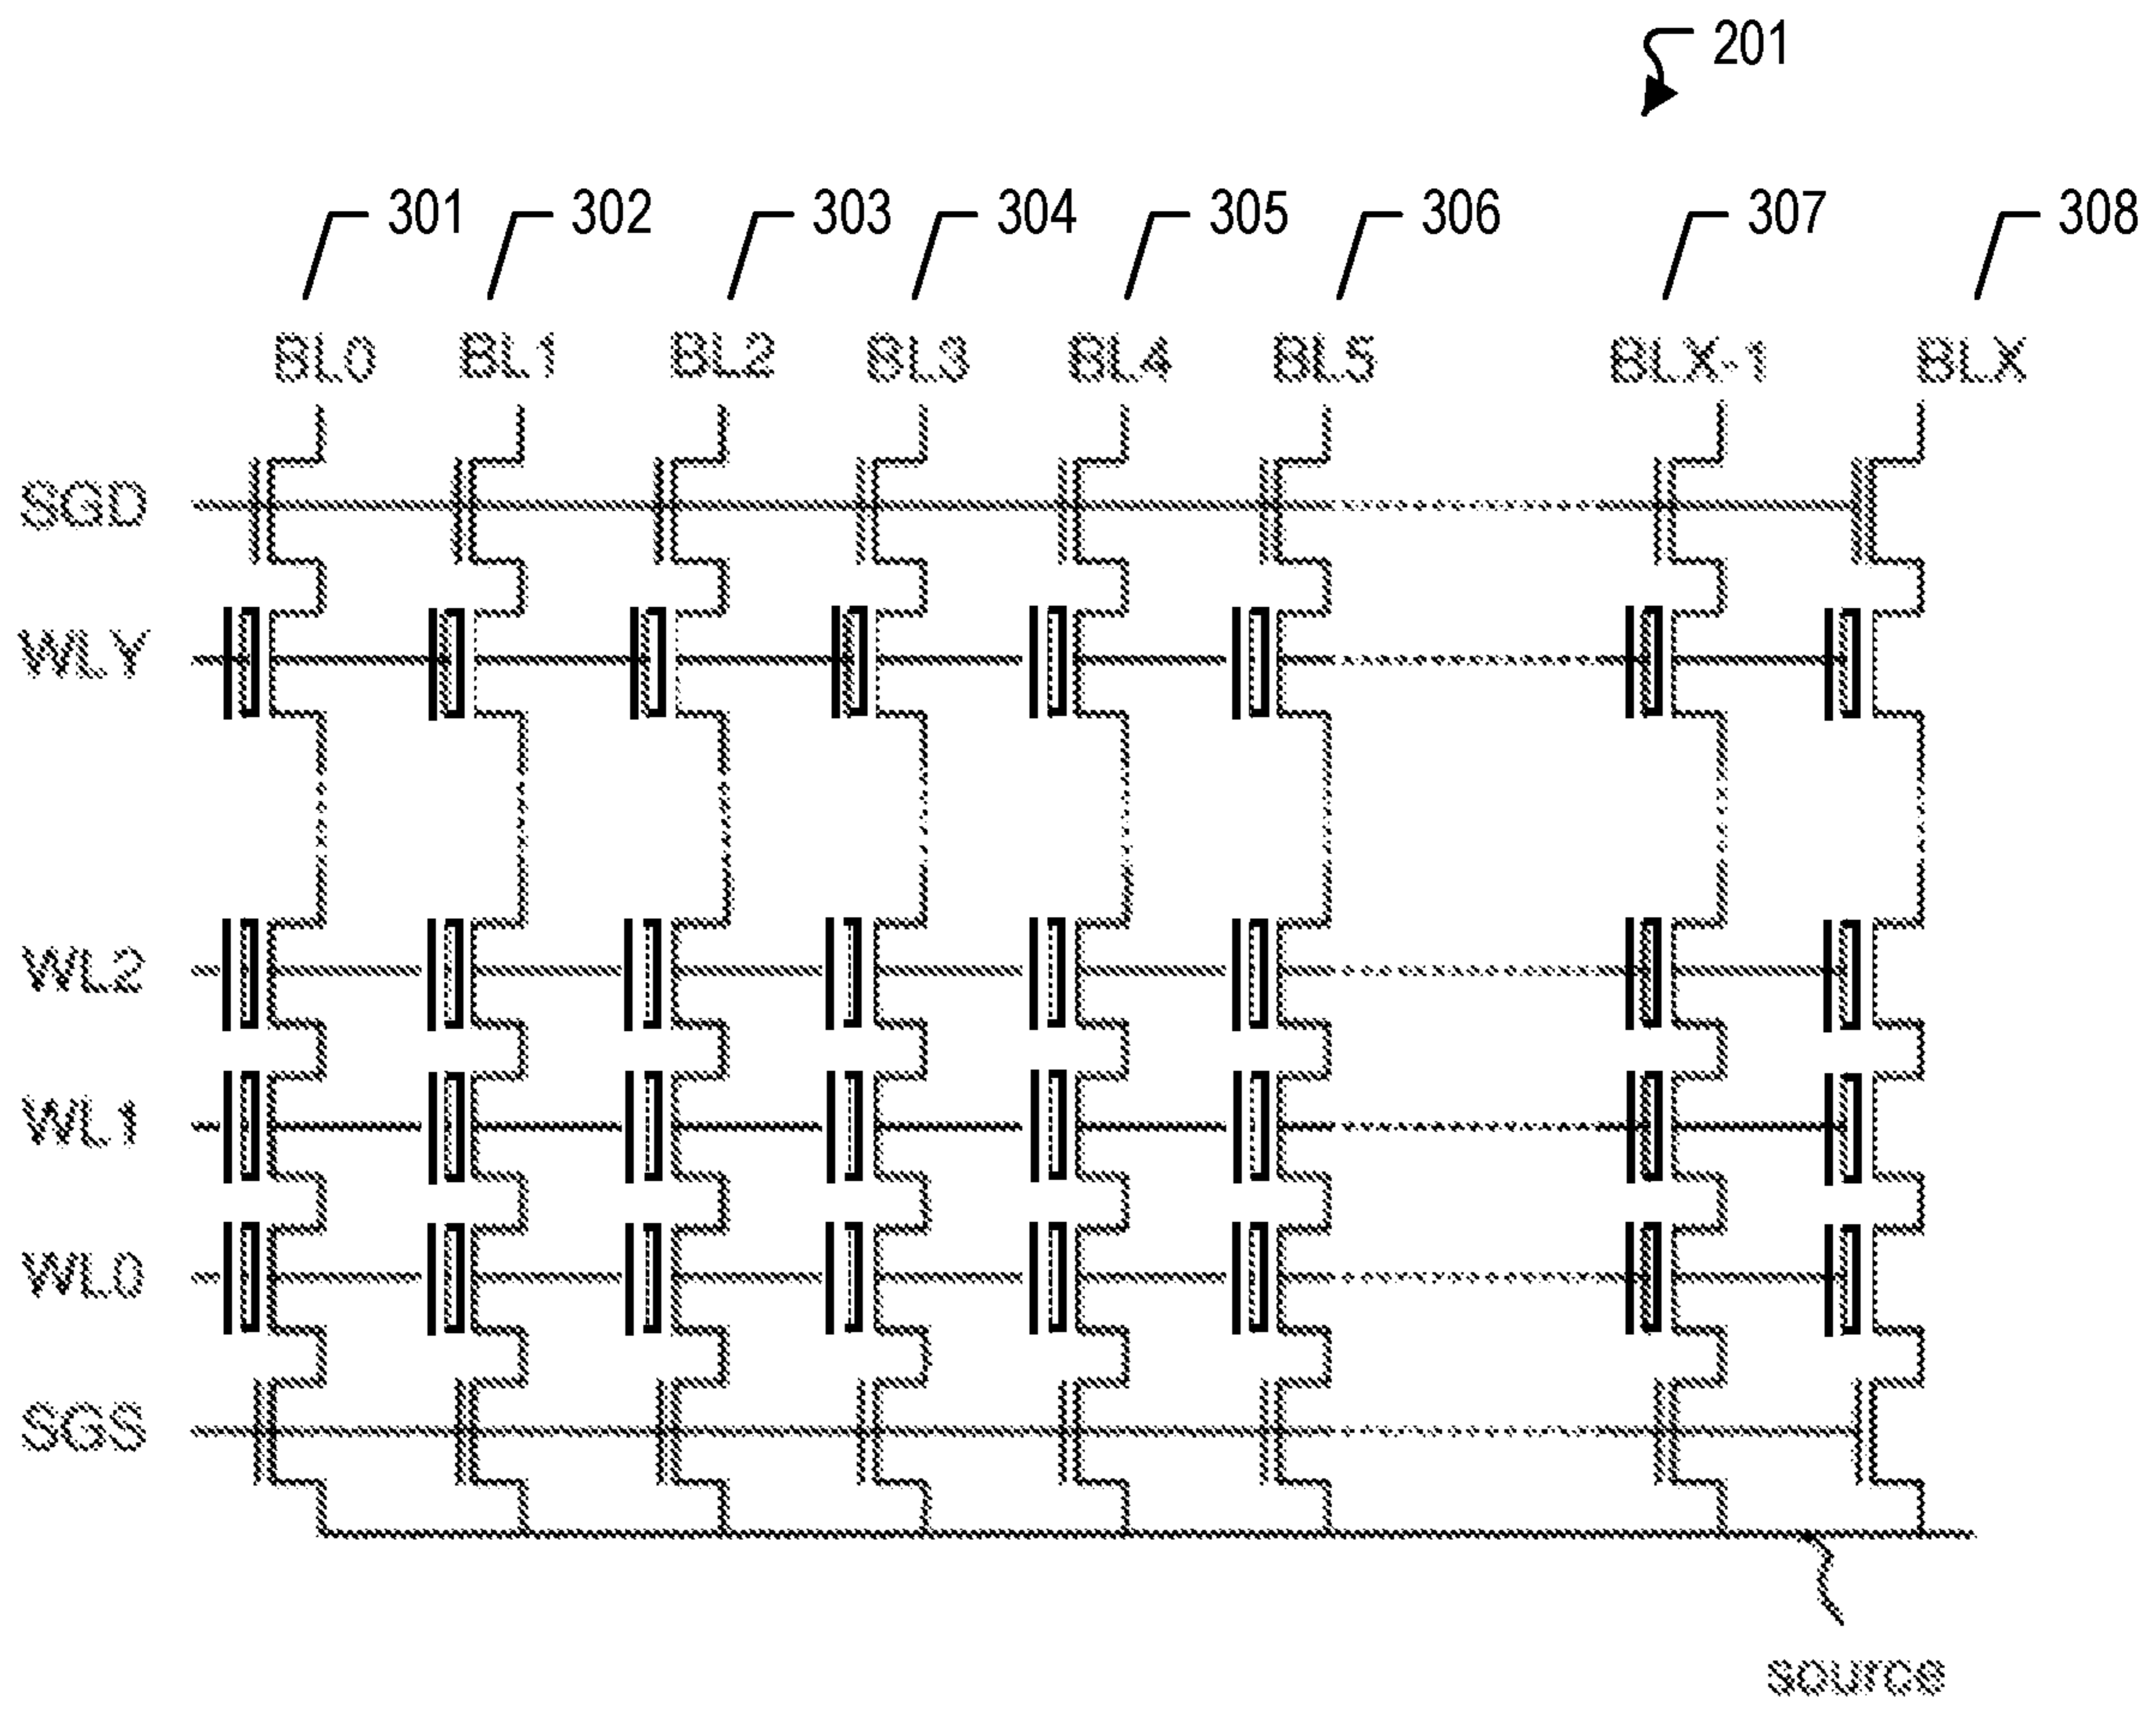 201
301 302 303 304 305 306 307 308
BL0 BL1 BL2 BL3 BL4 BL5 BLX-1 BLX
SGD
WLY
WL2
WL1
WL0
SGS
source